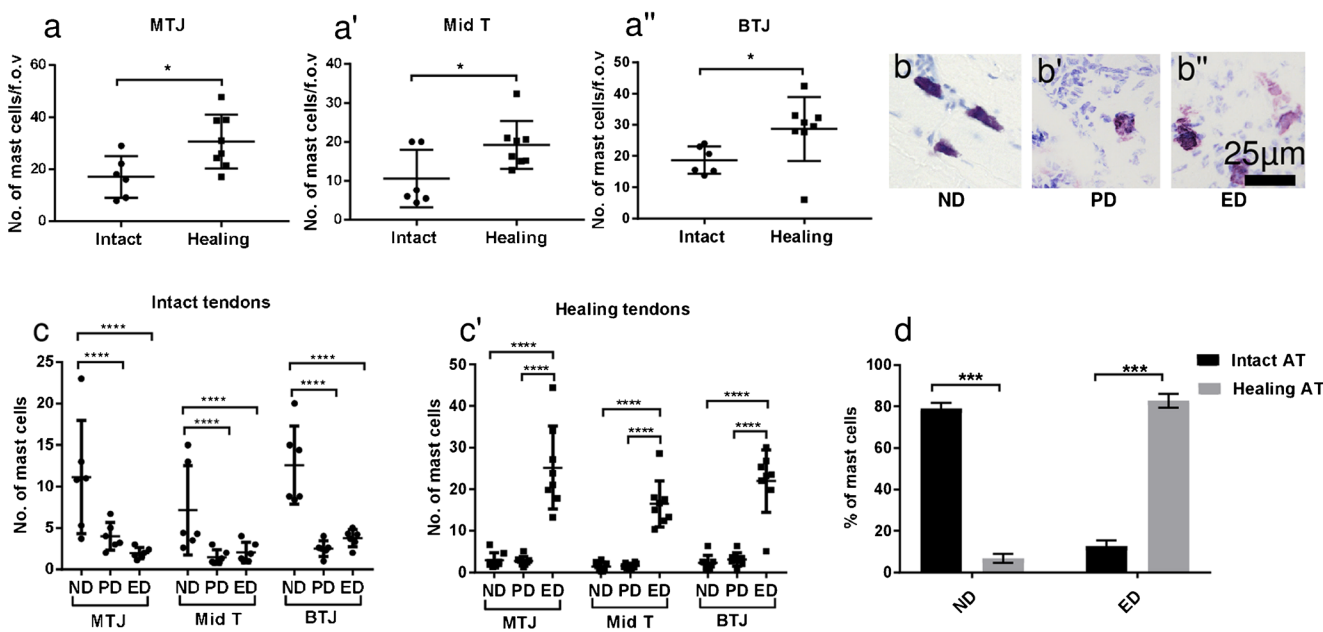 a
MTJ
No. of mast cells/f.o.v
60
40
20
0
*
Intact
Healing
a'
Mid T
No. of mast cells/f.o.v
40
30
20
10
0
*
Intact
Healing
a"
BTJ
No. of mast cells/f.o.v
50
40
30
20
10
0
*
Intact
Healing
b
ND
b'
PD
b"
25µm
ED
c
Intact tendons
No. of mast cells
25
20
15
10
5
0
**** ****
**** ****
**** ****
ND PD ED ND PD ED ND PD ED
MTJ Mid T BTJ
c'
Healing tendons
No. of mast cells
50
40
30
20
10
0
**** ****
**** ****
**** ****
ND PD ED ND PD ED ND PD ED
MTJ Mid T BTJ
d
% of mast cells
100
80
60
40
20
0
*** ***
ND ED
Intact AT
Healing AT